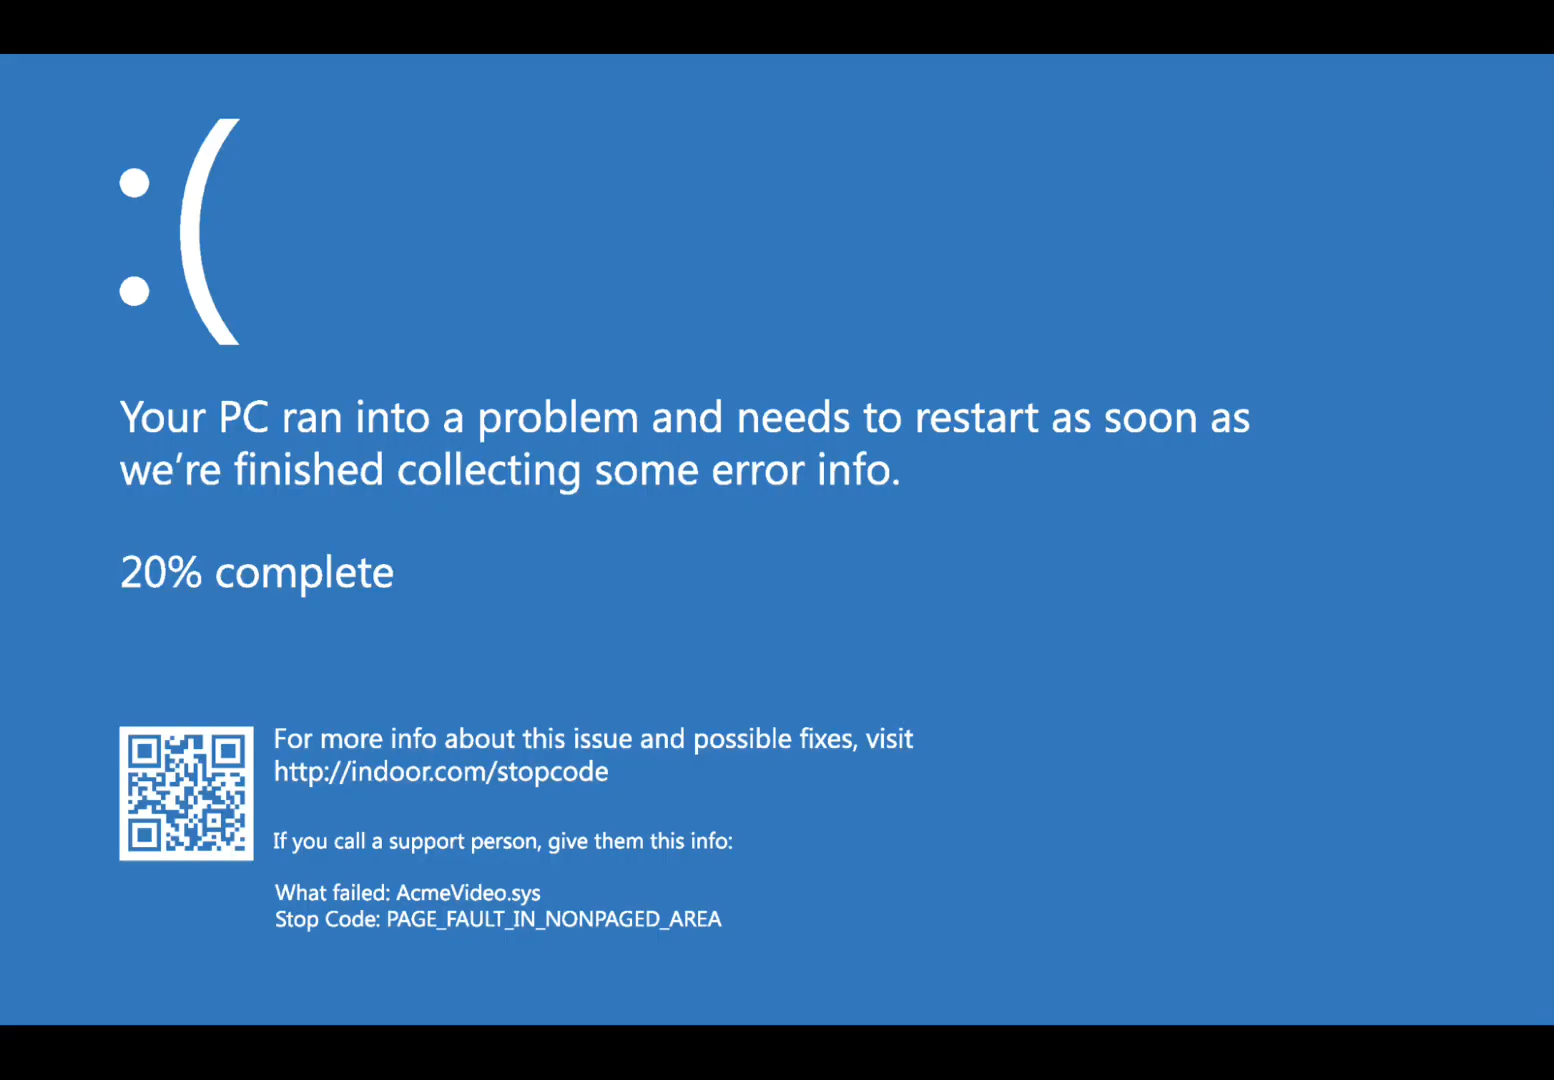 :(
Your PC ran into a problem and needs to restart as soon as
we’re finished collecting some error info.
20% complete
For more info about this issue and possible fixes, visit
http://indoor.com/stopcode
If you call a support person, give them this info:
What failed: AcmeVideo.sys
Stop Code: PAGE_FAULT_IN_NONPAGED_AREA